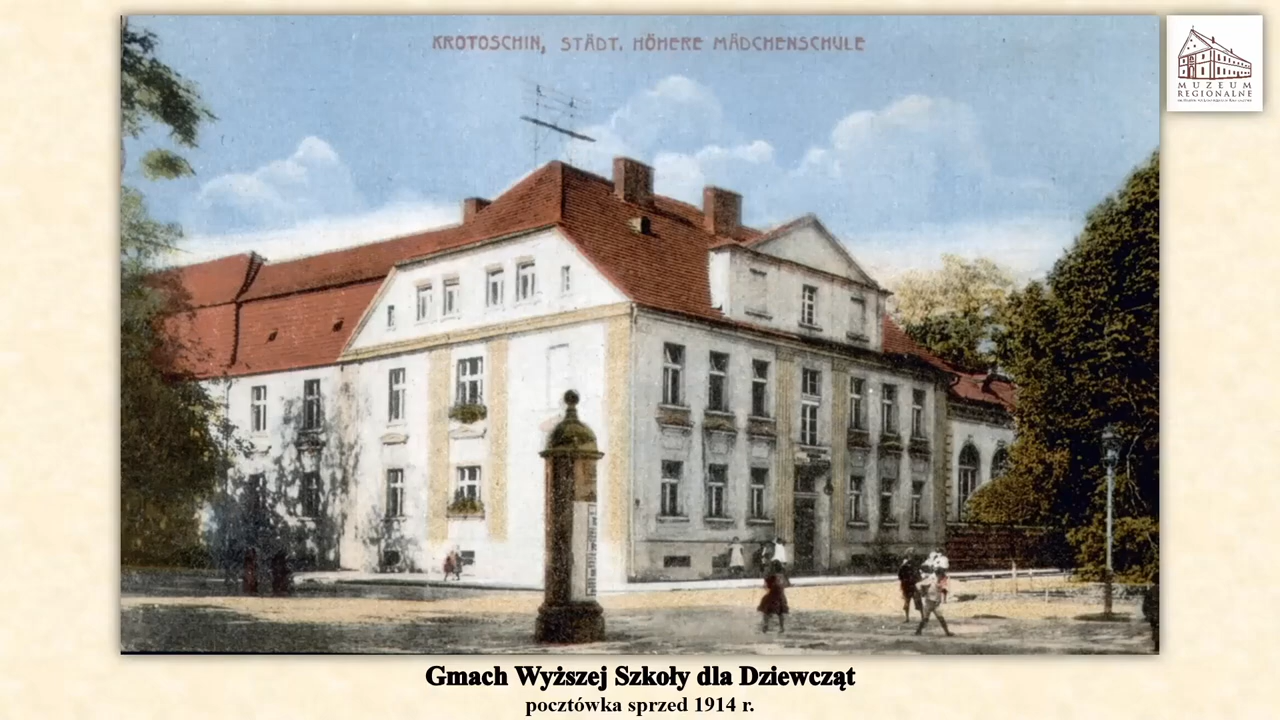 KROTOSCHIN, STÄDT. HÖHERE MÄDCHENSCHULE
MUZEUM
REGIONALNE
Gmach Wyższej Szkoły dla Dziewcząt
pocztówka sprzed 1914 r.